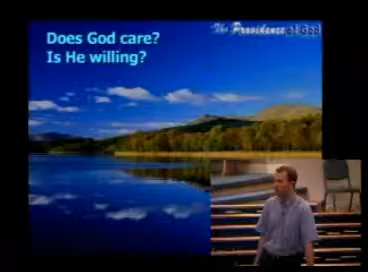 Does God care?
Is He willing?
The Providence of God